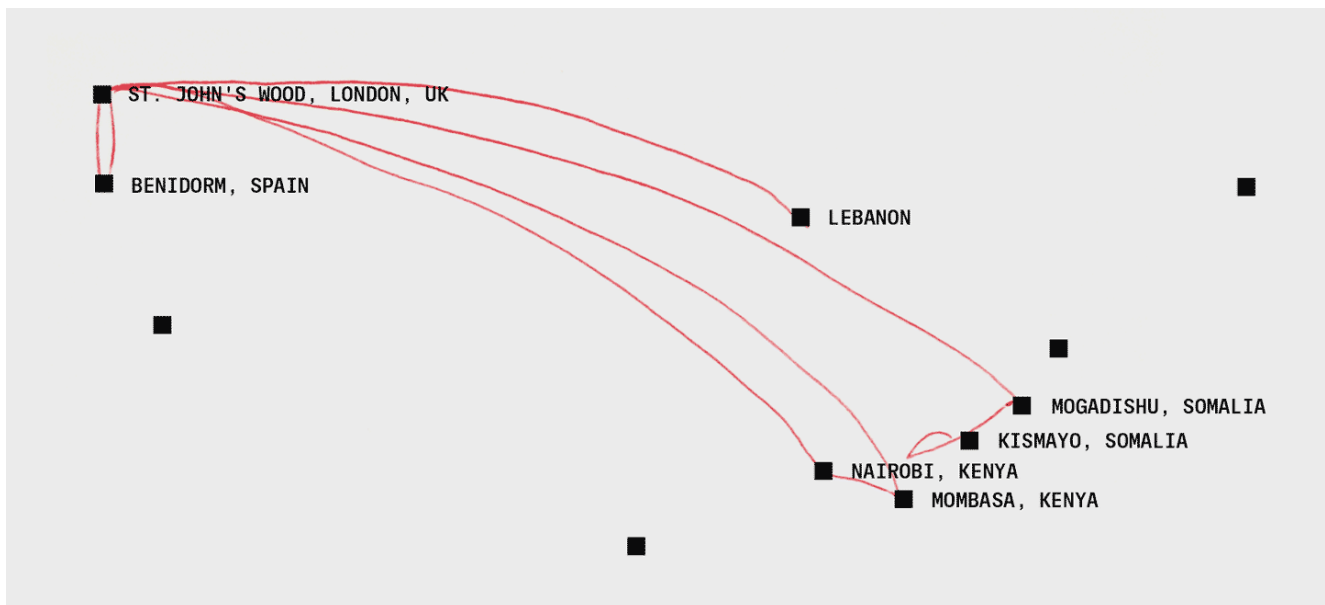 ST. JOHN'S WOOD, LONDON, UK
BENIDORM, SPAIN
LEBANON
MOGADISHU, SOMALIA
KISMAYO, SOMALIA
NAIROBI, KENYA
MOMBASA, KENYA